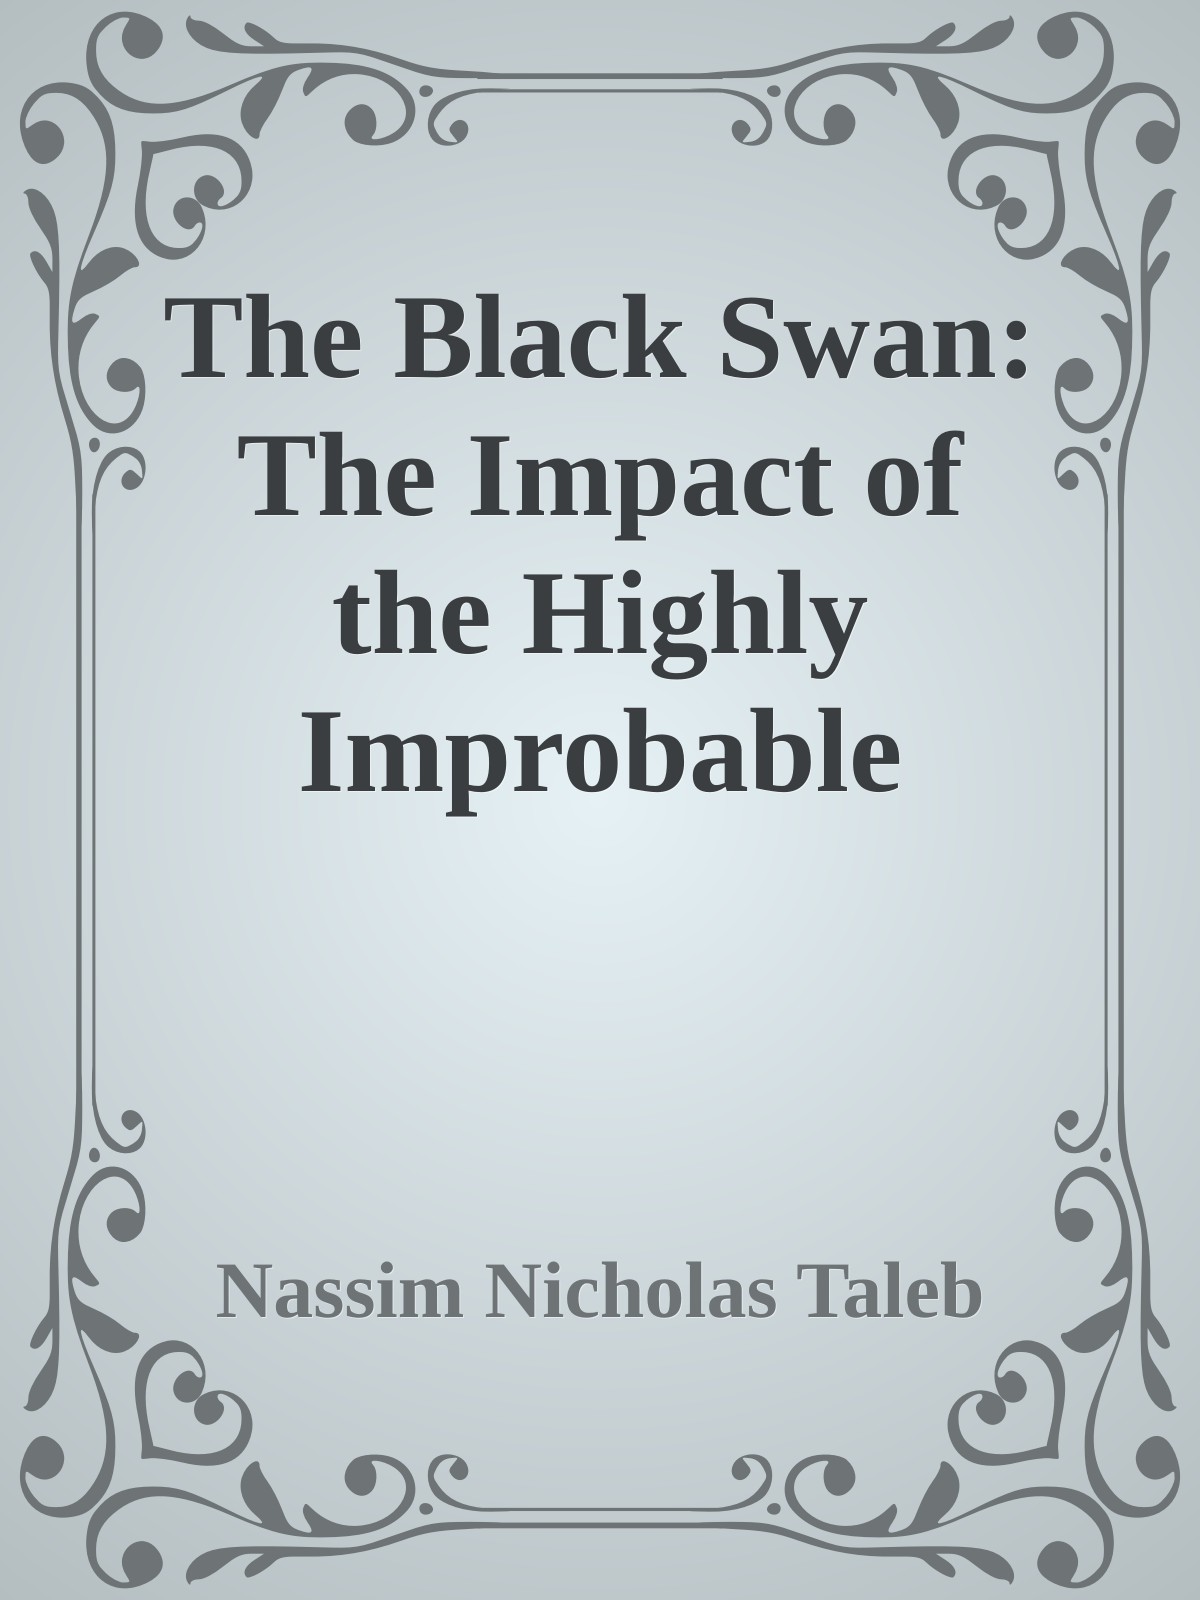 The Black Swan:
The Impact of
the Highly
Improbable
Nassim Nicholas Taleb